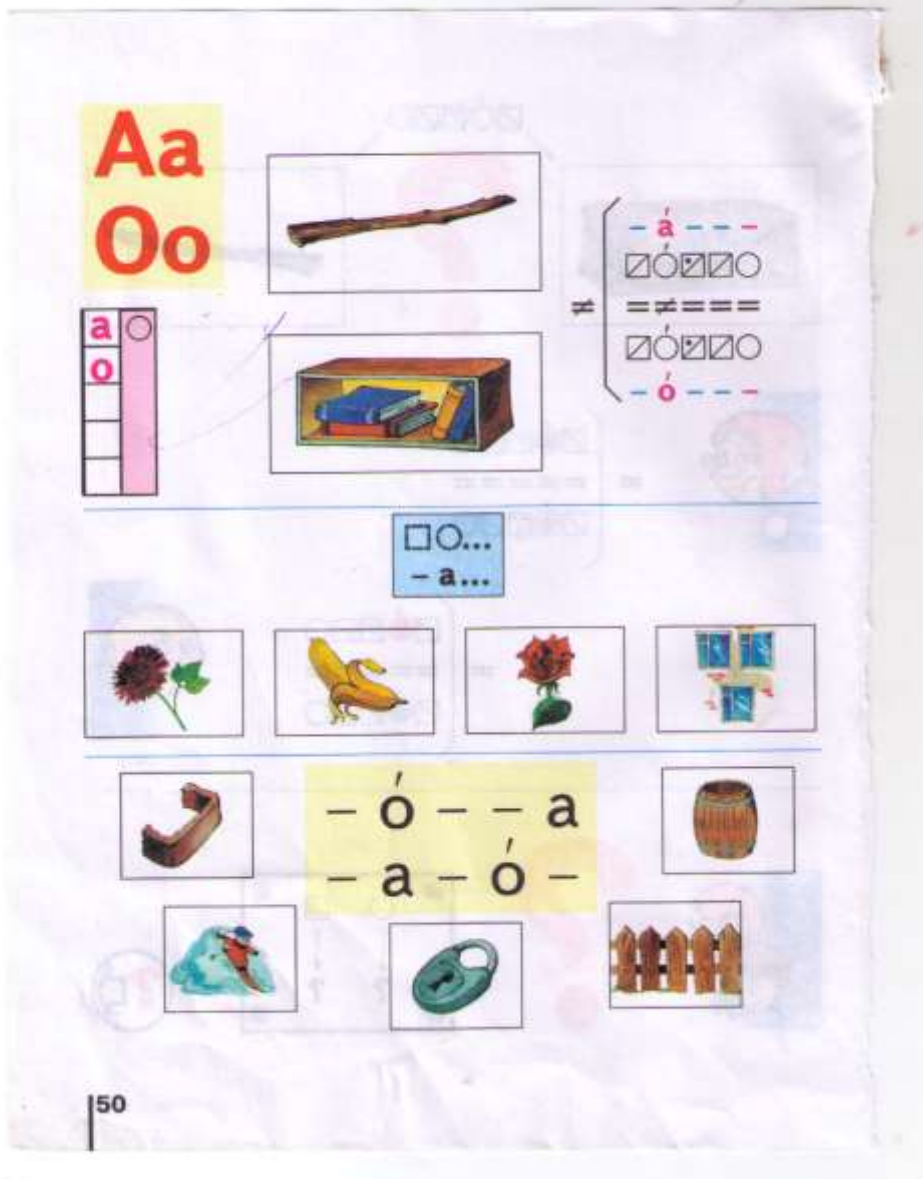 Aa
Oo
a
o
- á - - -
≠
= ≠ = = =
- ó - - -
- a...
- ó - - a
- a - ó -
50